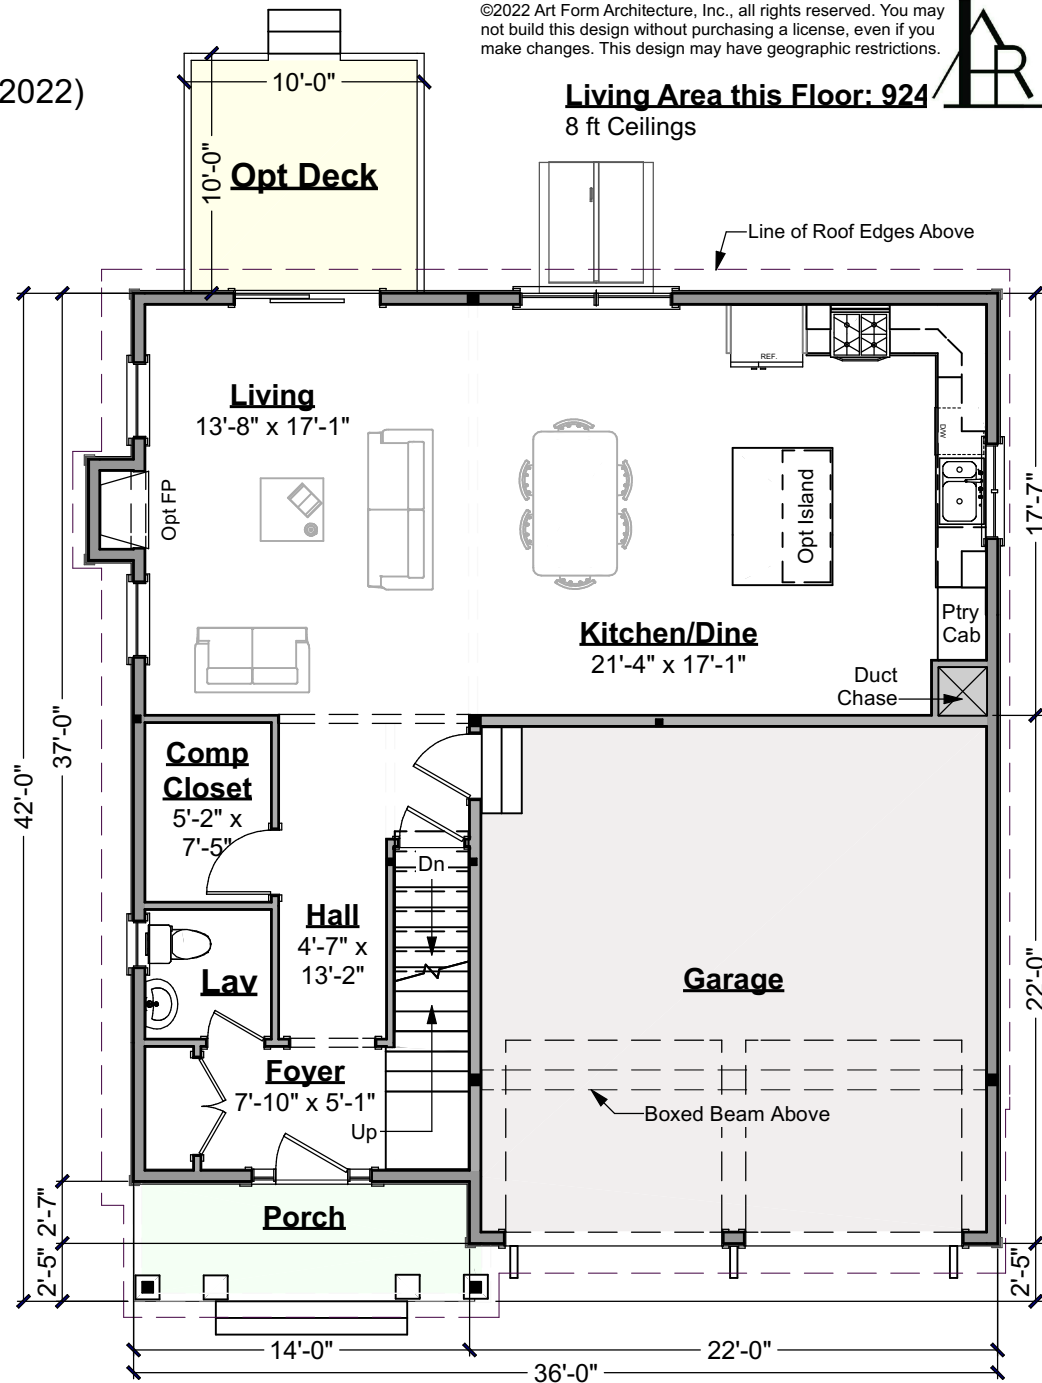 ©2022 Art Form Architecture, Inc., all rights reserved. You may
not build this design without purchasing a license, even if you
make changes. This design may have geographic restrictions.
AR
2022)
Living Area this Floor: 924
8 ft Ceilings
10'-0"
10'-0"
Opt Deck
Line of Roof Edges Above
REF.
Living
13'-8" x 17'-1"
D/W
Opt FP
Opt Island
17'-7"
Kitchen/Dine
21'-4" x 17'-1"
Ptry
Cab
Duct
Chase
42'-0"
37'-0"
Comp
Closet
5'-2" x
7'-5"
Dn
Hall
4'-7" x
13'-2"
Lav
Garage
22'-0"
Foyer
7'-10" x 5'-1"
Up
Boxed Beam Above
Porch
2'-7"
2'-5"
2'-5"
14'-0"
22'-0"
36'-0"